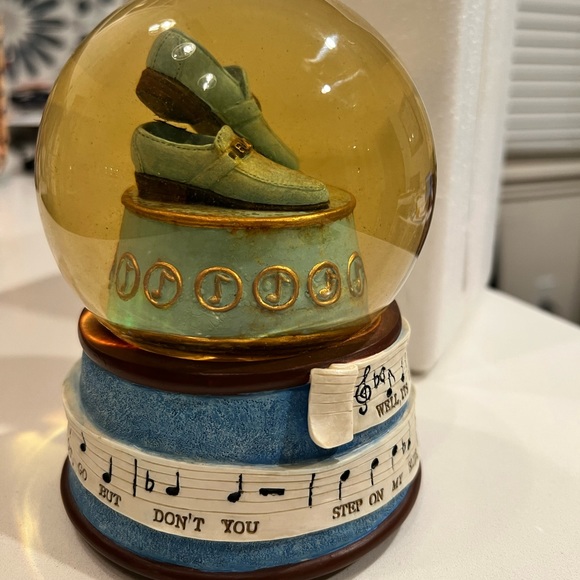 WELL, IT'S
GO BUT DON'T YOU STEP ON MY